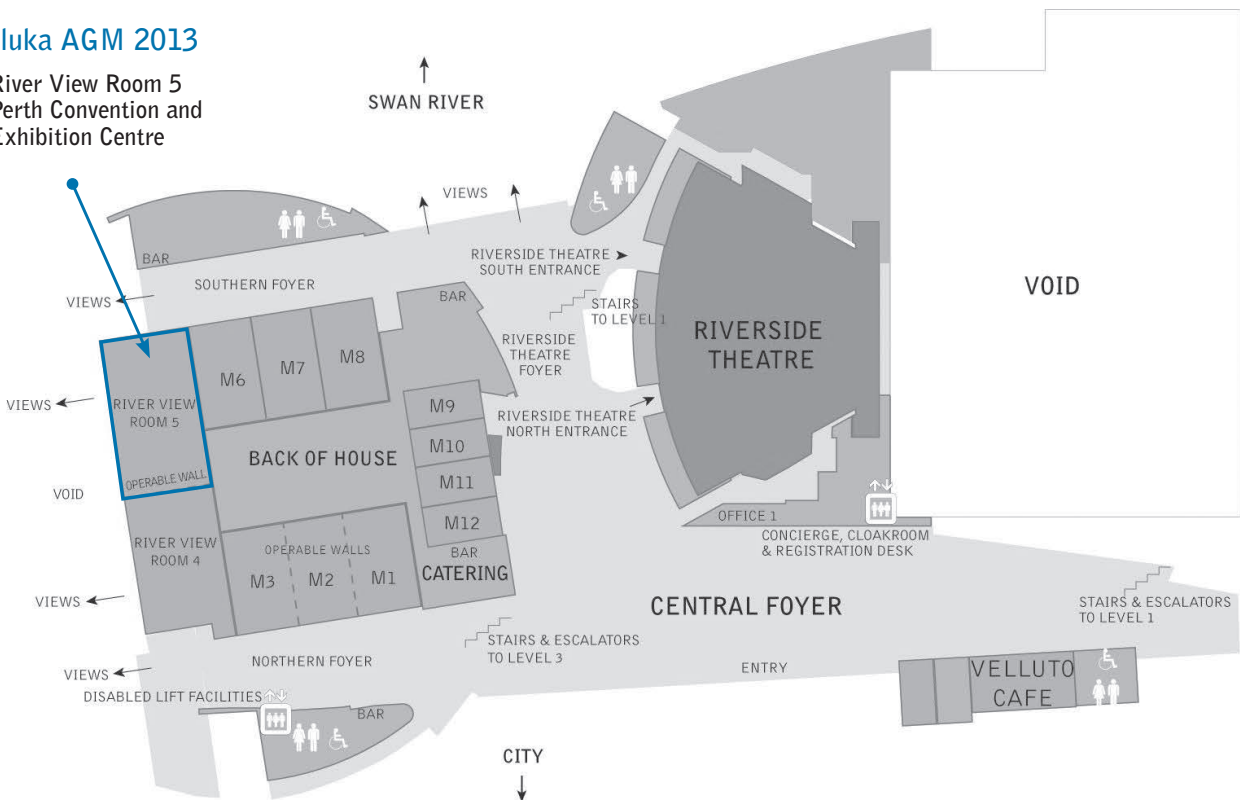 luka AGM 2013
River View Room 5
Perth Convention and
Exhibition Centre
SWAN RIVER
VIEWS
BAR
SOUTHERN FOYER
VIEWS
RIVERSIDE THEATRE
SOUTH ENTRANCE
BAR
STAIRS
TO LEVEL 1
VOID
RIVERSIDE
THEATRE
RIVERSIDE
THEATRE
FOYER
M6
M7
M8
VIEWS
RIVER VIEW
ROOM 5
M9
RIVERSIDE THEATRE
NORTH ENTRANCE
M10
BACK OF HOUSE
OPERABLE WALL
M11
VOID
M12
OFFICE 1
CONCIERGE, CLOAKROOM
& REGISTRATION DESK
RIVER VIEW
ROOM 4
OPERABLE WALLS
M3
M2
M1
BAR
CATERING
VIEWS
CENTRAL FOYER
STAIRS & ESCALATORS
TO LEVEL 1
STAIRS & ESCALATORS
TO LEVEL 3
NORTHERN FOYER
VIEWS
ENTRY
VELLUTO
CAFE
DISABLED LIFT FACILITIES
BAR
CITY